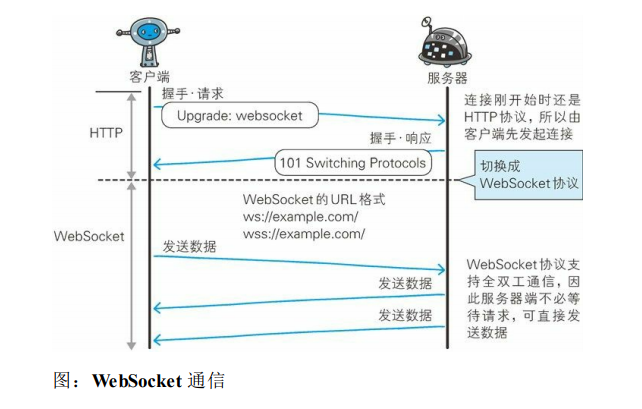 客户端
服务器
握手·请求
Upgrade: websocket
连接刚开始时还是
HTTP协议，所以由
客户端先发起连接
HTTP
握手·响应
101 Switching Protocols
切换成
WebSocket协议
WebSocket的URL格式
ws://example.com/
wss://example.com/
WebSocket
发送数据
WebSocket协议支
持全双工通信，因
此服务器端不必等
待请求，可直接发
送数据
发送数据
发送数据
图：WebSocket 通信